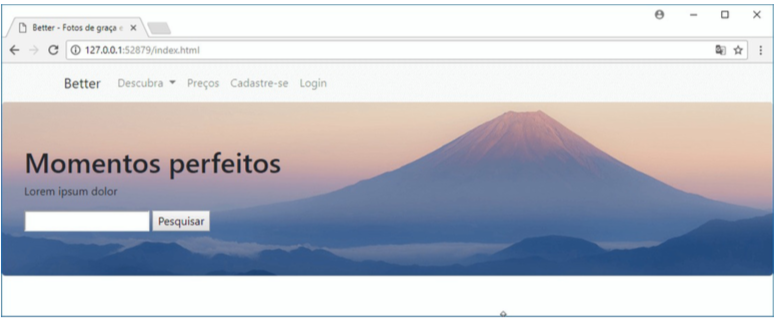 Better - Fotos de graça e
127.0.0.1:52879/index.html
Better Descubra Preços Cadastre-se Login
Momentos perfeitos
Lorem ipsum dolor
Pesquisar